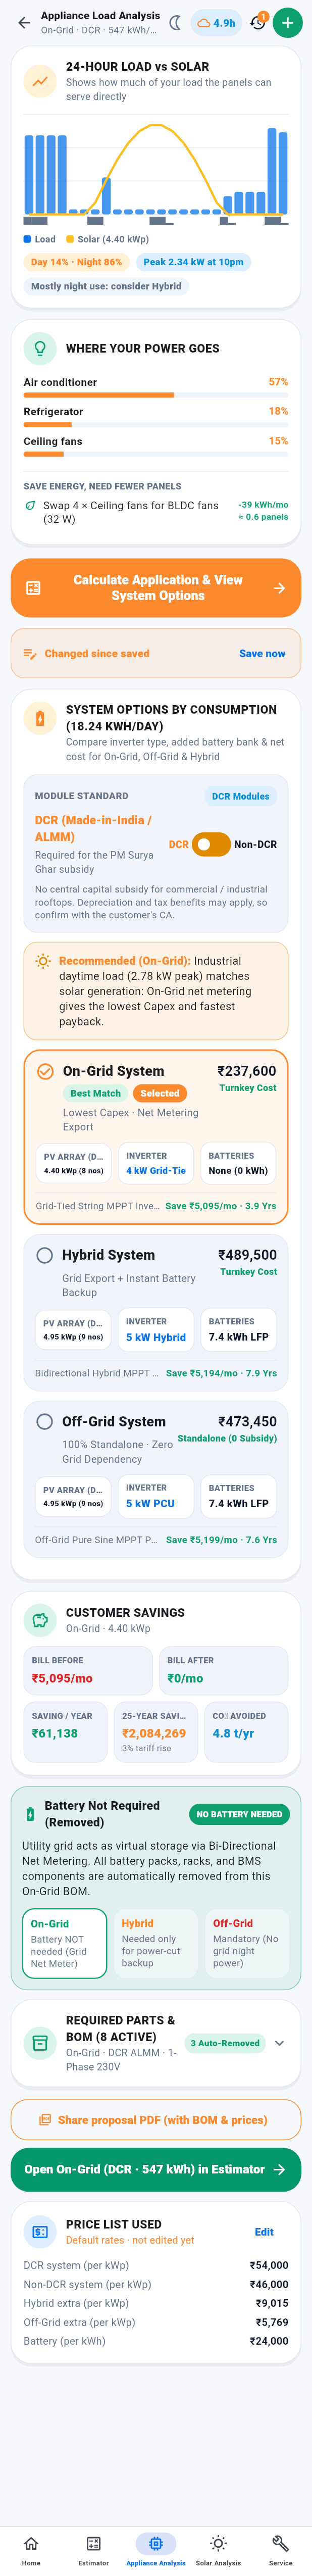 Appliance Load Analysis
On-Grid · DCR · 547 kWh/...
4.9h
1
24-HOUR LOAD vs SOLAR
Shows how much of your load the panels can
serve directly
Load
Solar (4.40 kWp)
Day 14% · Night 86%
Peak 2.34 kW at 10pm
Mostly night use: consider Hybrid
WHERE YOUR POWER GOES
Air conditioner 57%
Refrigerator 18%
Ceiling fans 15%
SAVE ENERGY, NEED FEWER PANELS
Swap 4 × Ceiling fans for BLDC fans
(32 W)
-39 kWh/mo
≈ 0.6 panels
Calculate Application & View
System Options
Changed since saved
Save now
SYSTEM OPTIONS BY CONSUMPTION
(18.24 KWH/DAY)
Compare inverter type, added battery bank & net
cost for On-Grid, Off-Grid & Hybrid
MODULE STANDARD
DCR Modules
DCR (Made-in-India /
ALMM)
Required for the PM Surya
Ghar subsidy
DCR
Non-DCR
No central capital subsidy for commercial / industrial
rooftops. Depreciation and tax benefits may apply, so
confirm with the customer's CA.
Recommended (On-Grid): Industrial
daytime load (2.78 kW peak) matches
solar generation: On-Grid net metering
gives the lowest Capex and fastest
payback.
On-Grid System
₹237,600
Best Match
Selected
Turnkey Cost
Lowest Capex · Net Metering
Export
PV ARRAY (D...
4.40 kWp (8 nos)
INVERTER
4 kW Grid-Tie
BATTERIES
None (0 kWh)
Grid-Tied String MPPT Inve...
Save ₹5,095/mo · 3.9 Yrs
Hybrid System
₹489,500
Turnkey Cost
Grid Export + Instant Battery
Backup
PV ARRAY (D...
4.95 kWp (9 nos)
INVERTER
5 kW Hybrid
BATTERIES
7.4 kWh LFP
Bidirectional Hybrid MPPT ...
Save ₹5,194/mo · 7.9 Yrs
Off-Grid System
₹473,450
Standalone (0 Subsidy)
100% Standalone · Zero
Grid Dependency
PV ARRAY (D...
4.95 kWp (9 nos)
INVERTER
5 kW PCU
BATTERIES
7.4 kWh LFP
Off-Grid Pure Sine MPPT P...
Save ₹5,199/mo · 7.6 Yrs
CUSTOMER SAVINGS
On-Grid · 4.40 kWp
BILL BEFORE
₹5,095/mo
BILL AFTER
₹0/mo
SAVING / YEAR
₹61,138
25-YEAR SAVI...
₹2,084,269
3% tariff rise
CO▯ AVOIDED
4.8 t/yr
Battery Not Required
(Removed)
NO BATTERY NEEDED
Utility grid acts as virtual storage via Bi-Directional
Net Metering. All battery packs, racks, and BMS
components are automatically removed from this
On-Grid BOM.
On-Grid
Battery NOT
needed (Grid
Net Meter)
Hybrid
Needed only
for power-cut
backup
Off-Grid
Mandatory (No
grid night
power)
REQUIRED PARTS &
BOM (8 ACTIVE)
On-Grid · DCR ALMM · 1-
Phase 230V
3 Auto-Removed
Share proposal PDF (with BOM & prices)
Open On-Grid (DCR · 547 kWh) in Estimator
PRICE LIST USED
Default rates · not edited yet
Edit
DCR system (per kWp) ₹54,000
Non-DCR system (per kWp) ₹46,000
Hybrid extra (per kWp) ₹9,015
Off-Grid extra (per kWp) ₹5,769
Battery (per kWh) ₹24,000
Home
Estimator
Appliance Analysis
Solar Analysis
Service